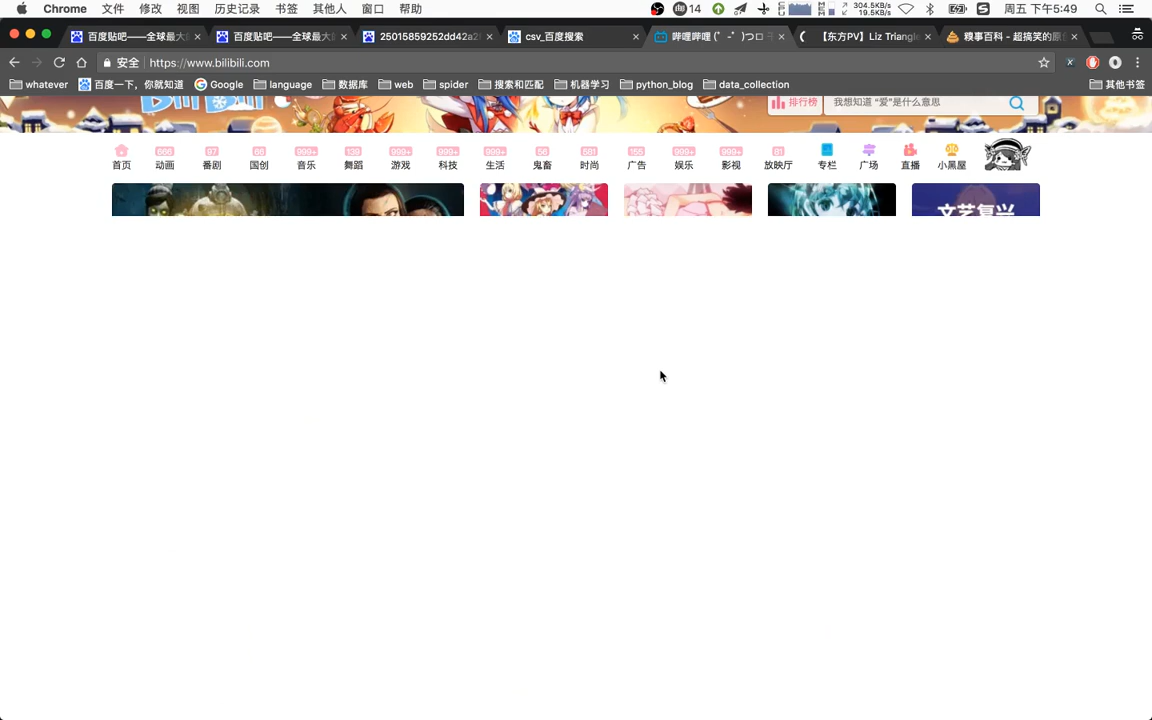 Chrome 文件 修改 视图 历史记录 书签 其他人 窗口 帮助 14 304.5KB/s 19.5KB/s 周五 下午5:49
百度贴吧——全球最大 百度贴吧——全球最大 25015859252dd42a2 csv_百度搜索 哔哩哔哩 (゜-゜)つロ 【东方PV】Liz Triangle 糗事百科 - 超搞笑的原
安全 https://www.bilibili.com
whatever 百度一下，你就知道 Google language 数据库 web spider 搜索和匹配 机器学习 python_blog data_collection 其他书签
排行榜 我想知道 “爱”是什么意思
668 97 66 999+ 139 999+ 999+ 999+ 56 581 155 999+ 999+ 81
首页 动画 番剧 国创 音乐 舞蹈 游戏 科技 生活 鬼畜 时尚 广告 娱乐 影视 放映厅 专栏 广场 直播 小黑屋
文艺复兴